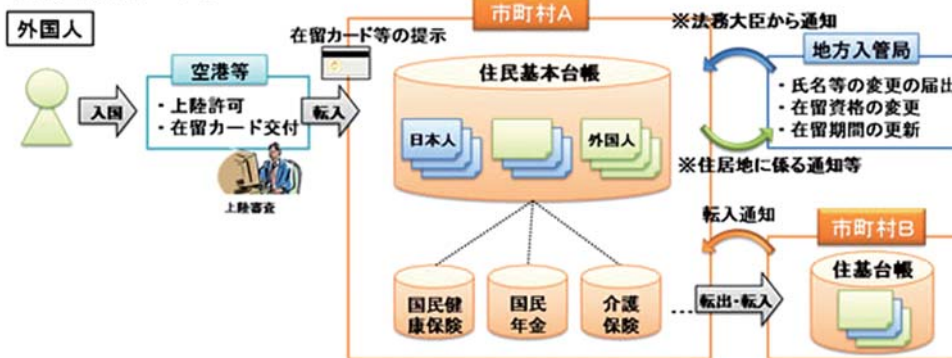 外国人
入国
空港等
・上陸許可
・在留カード交付
上陸審査
転入
在留カード等の提示
市町村A
住民基本台帳
日本人
外国人
国民健
康保険
国民
年金
介護
保険
※法務大臣から通知
地方入管局
・氏名等の変更の届出
・在留資格の変更
・在留期間の更新
※住居地に係る通知等
転入通知
市町村B
…転出・転入
住基台帳